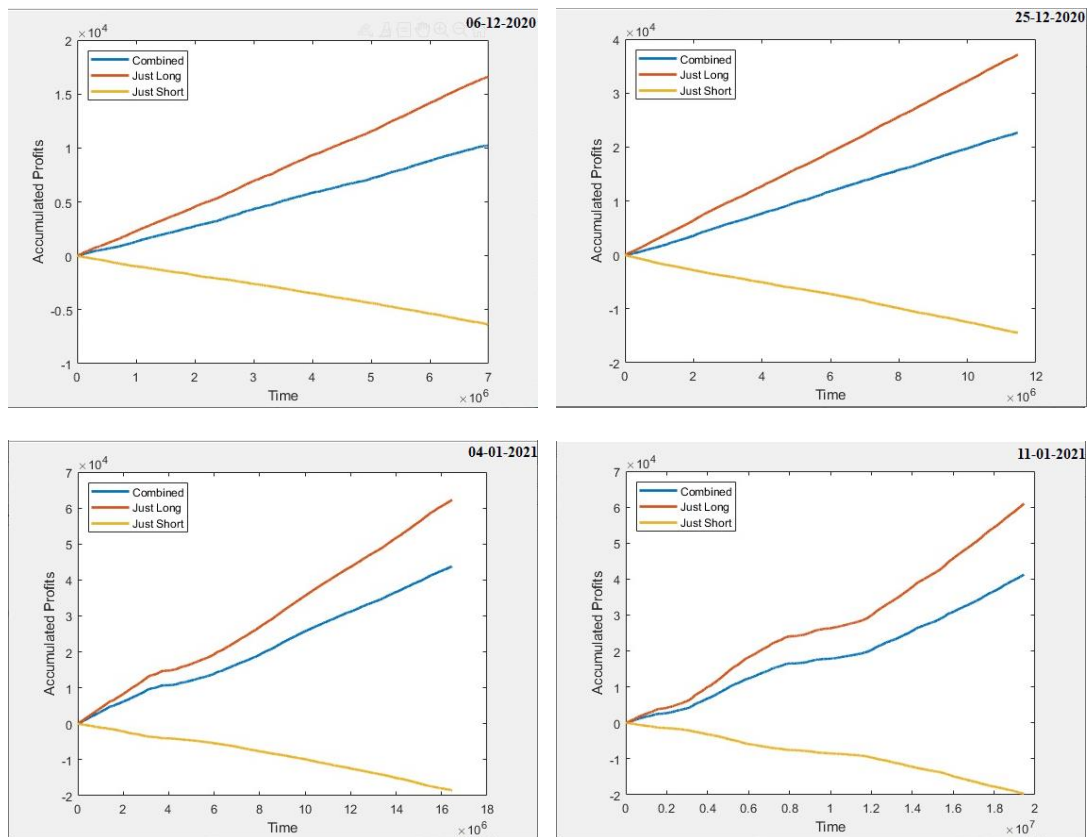 06-12-2020
× 10^4
2
1.5
1
0.5
0
-0.5
-1
Accumulated Profits
Combined
Just Long
Just Short
0 1 2 3 4 5 6 7
Time
× 10^6
25-12-2020
× 10^4
4
3
2
1
0
-1
-2
Accumulated Profits
Combined
Just Long
Just Short
0 2 4 6 8 10 12
Time
× 10^6
04-01-2021
× 10^4
7
6
5
4
3
2
1
0
-1
-2
Accumulated Profits
Combined
Just Long
Just Short
0 2 4 6 8 10 12 14 16 18
Time
× 10^6
11-01-2021
× 10^4
7
6
5
4
3
2
1
0
-1
-2
Accumulated Profits
Combined
Just Long
Just Short
0 0.2 0.4 0.6 0.8 1 1.2 1.4 1.6 1.8 2
Time
× 10^7